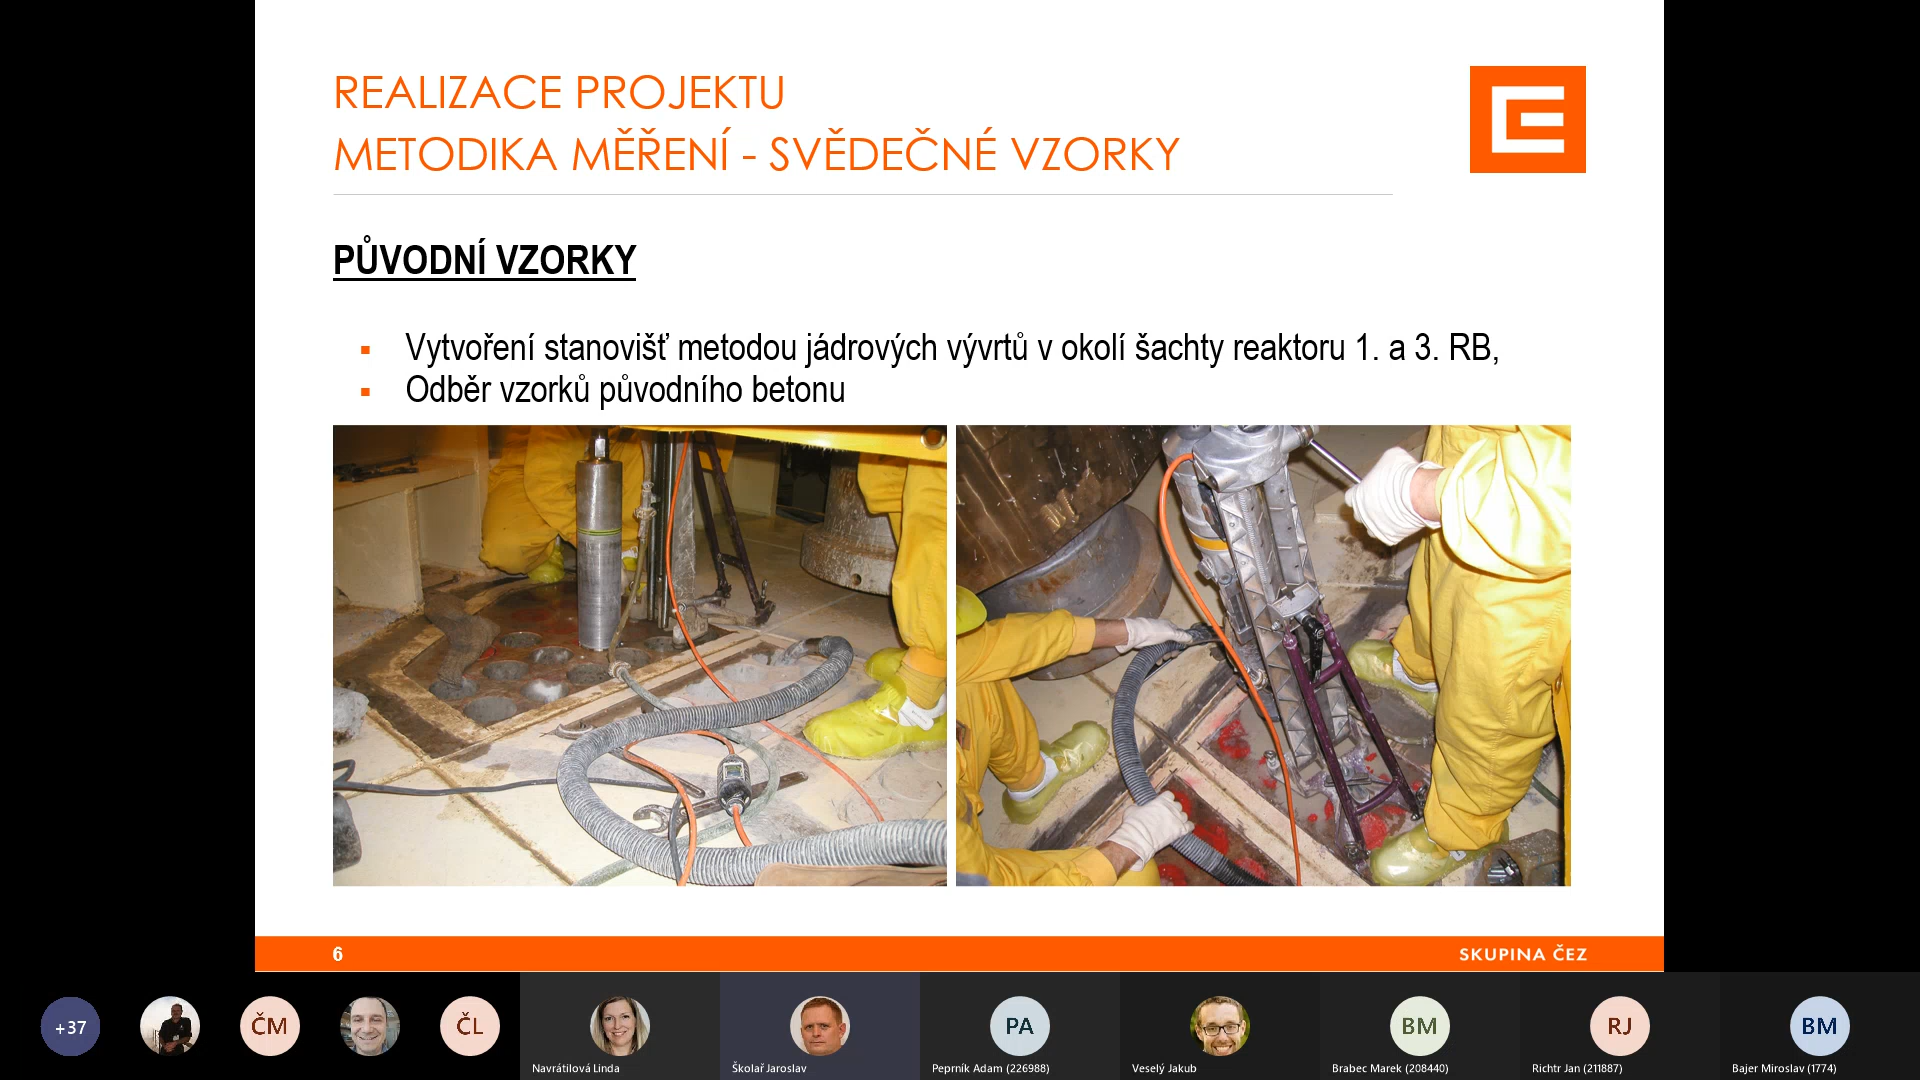 REALIZACE PROJEKTU
METODIKA MĚŘENÍ - SVĚDEČNÉ VZORKY
PŮVODNÍ VZORKY
Vytvoření stanovišť metodou jádrových vývrtů v okolí šachty reaktoru 1. a 3. RB,
Odběr vzorků původního betonu
6
SKUPINA ČEZ
+37
ČM
ČL
PA
BM
RJ
BM
Navrátilová Linda
Školař Jaroslav
Peprník Adam (226988)
Veselý Jakub
Brabec Marek (208440)
Richtr Jan (211887)
Bajer Miroslav (1774)